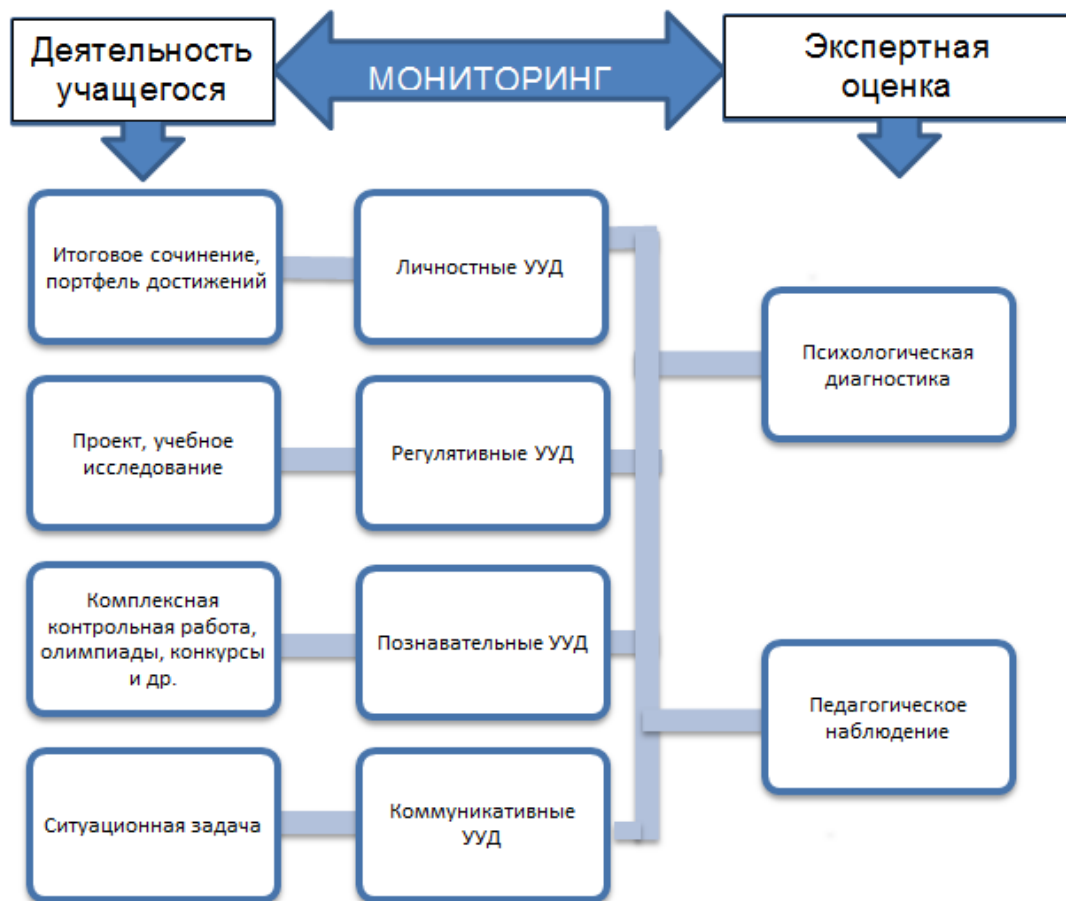 Деятельность
учащегося
МОНИТОРИНГ
Экспертная
оценка
Итоговое сочинение,
портфель достижений
Личностные УУД
Психологическая
диагностика
Проект, учебное
исследование
Регулятивные УУД
Комплексная
контрольная работа,
олимпиады, конкурсы
и др.
Познавательные УУД
Педагогическое
наблюдение
Ситуационная задача
Коммуникативные
УУД